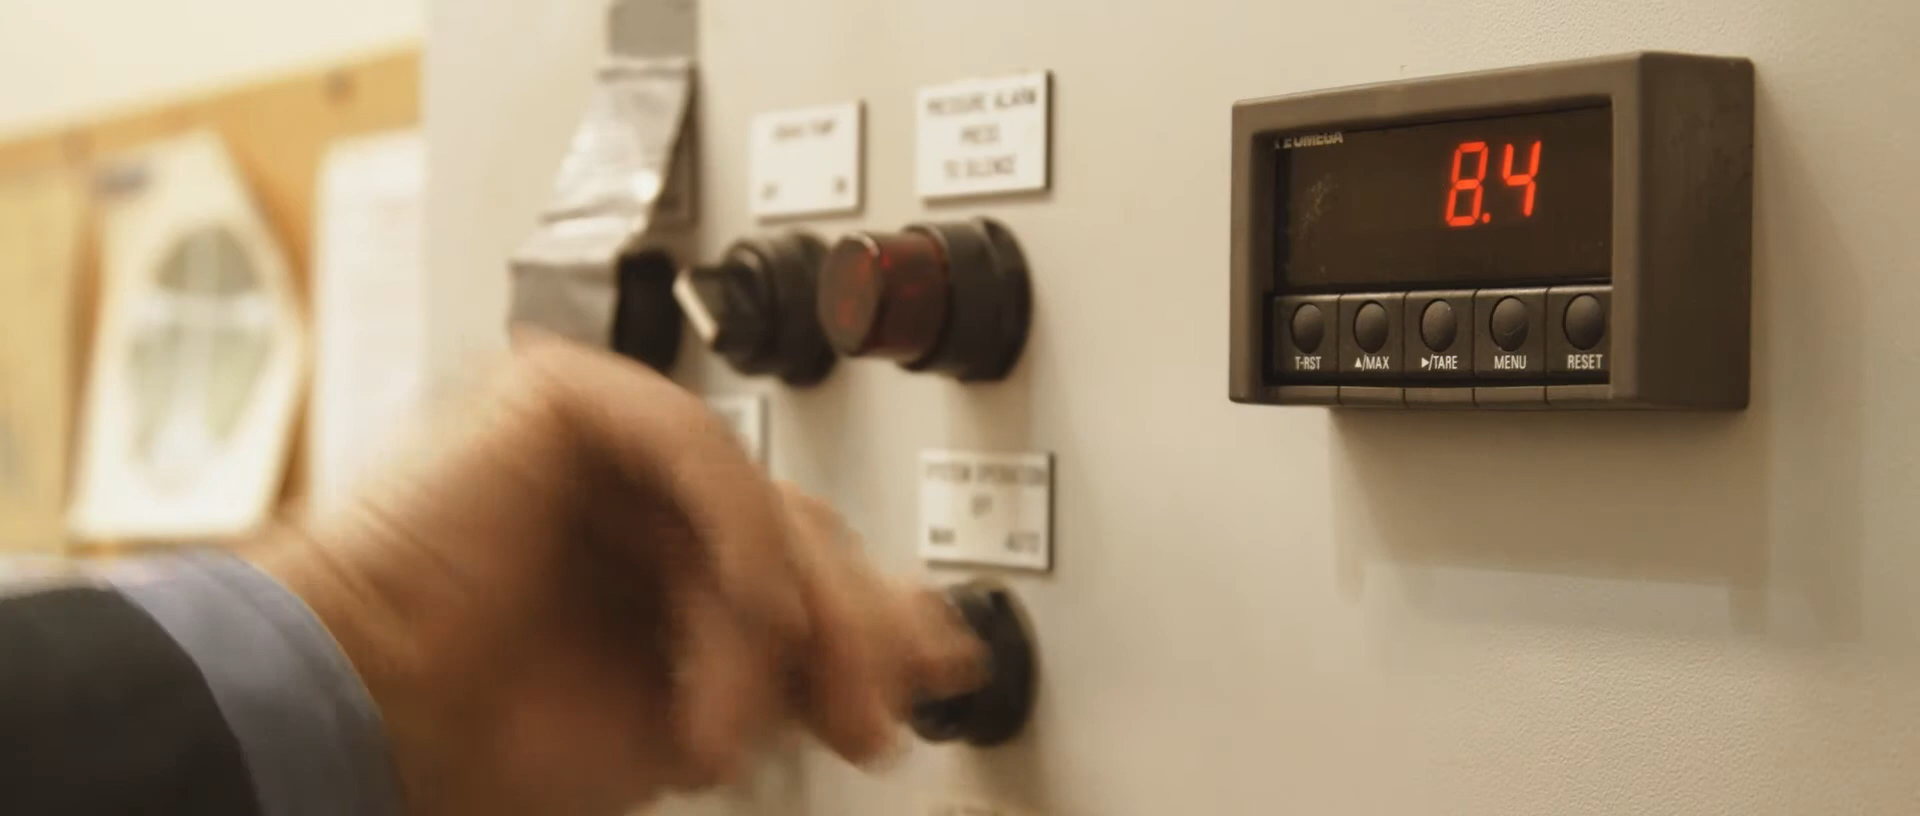 PRESSURE ALARM
PRESS
TO SILENCE
OMEGA
8.4
T-RST
▲/MAX
▶/TARE
MENU
RESET
SYSTEM OPERATION
OFF
AUTO